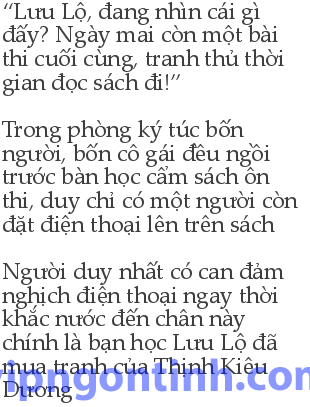 “Lưu Lộ, đang nhìn cái gì
đấy? Ngày mai còn một bài
thi cuối cùng, tranh thủ thời
gian đọc sách đi!”
Trong phòng ký túc bốn
người, bốn cô gái đều ngồi
trước bàn học cẩm sách ôn
thi, duy chỉ có một người còn
đặt điện thoại lên trên sách
Người duy nhất có can đảm
nghịch điện thoại ngay thời
khắc nước đến chân này
chính là bạn học Lưu Lộ đã
mua tranh của Thịnh Kiêu
Dương
vipngontinh.com